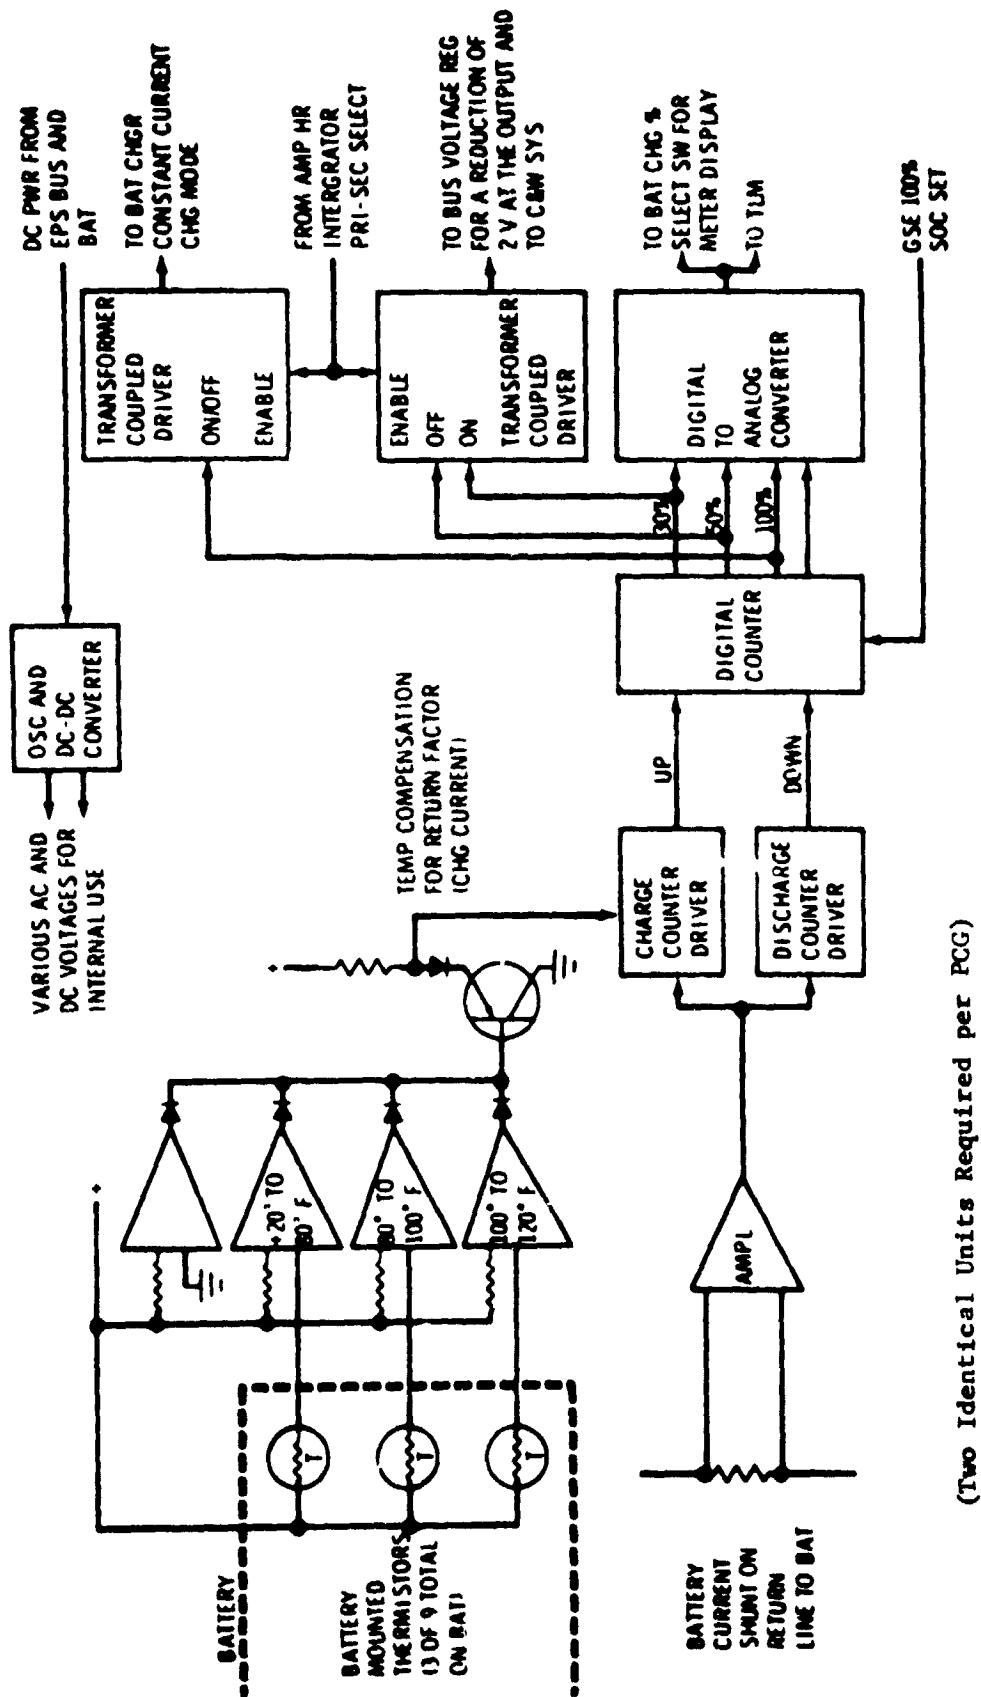 BATTERY
BATTERY
MOUNTED
THERMISTORS
(3 OF 9 TOTAL
ON BAT)
+
+20° TO
80° F
80° TO
100° F
100° TO
120° F
T
T
T
+
VARIOUS AC AND
DC VOLTAGES FOR
INTERNAL USE
OSC AND
DC-DC
CONVERTER
DC PWR FROM
EPS BUS AND
BAT
TEMP COMPENSATION
FOR RETURN FACTOR
(CHG CURRENT)
TRANSFORMER
COUPLED
DRIVER
ON/OFF
ENABLE
TO BAT CHGR
CONSTANT CURRENT
CHG MODE
FROM AMP HR
INTERGRATOR
PRI-SEC SELECT
ENABLE
OFF
ON
TRANSFORMER
COUPLED
DRIVER
TO BUS VOLTAGE REG
FOR A REDUCTION OF
2 V AT THE OUTPUT AND
TO C&W SYS
BATTERY
CURRENT
SHUNT ON
RETURN
LINE TO BAT
AMPL
CHARGE
COUNTER
DRIVER
DISCHARGE
COUNTER
DRIVER
UP
DOWN
DIGITAL
COUNTER
30%
50%
100%
DIGITAL
TO
ANALOG
CONVERTER
TO BAT CHG %
SELECT SW FOR
METER DISPLAY
TO TLM
GSE 100%
SOC SET
(Two Identical Units Required per PCG)